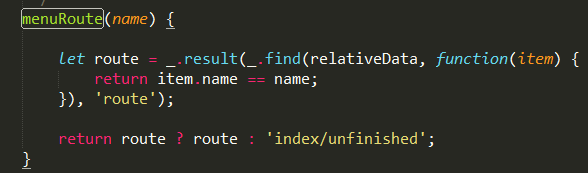 menuRoute(name) {
let route = _.result(_.find(relativeData, function(item) {
return item.name == name;
}), 'route');
return route ? route : 'index/unfinished';
}